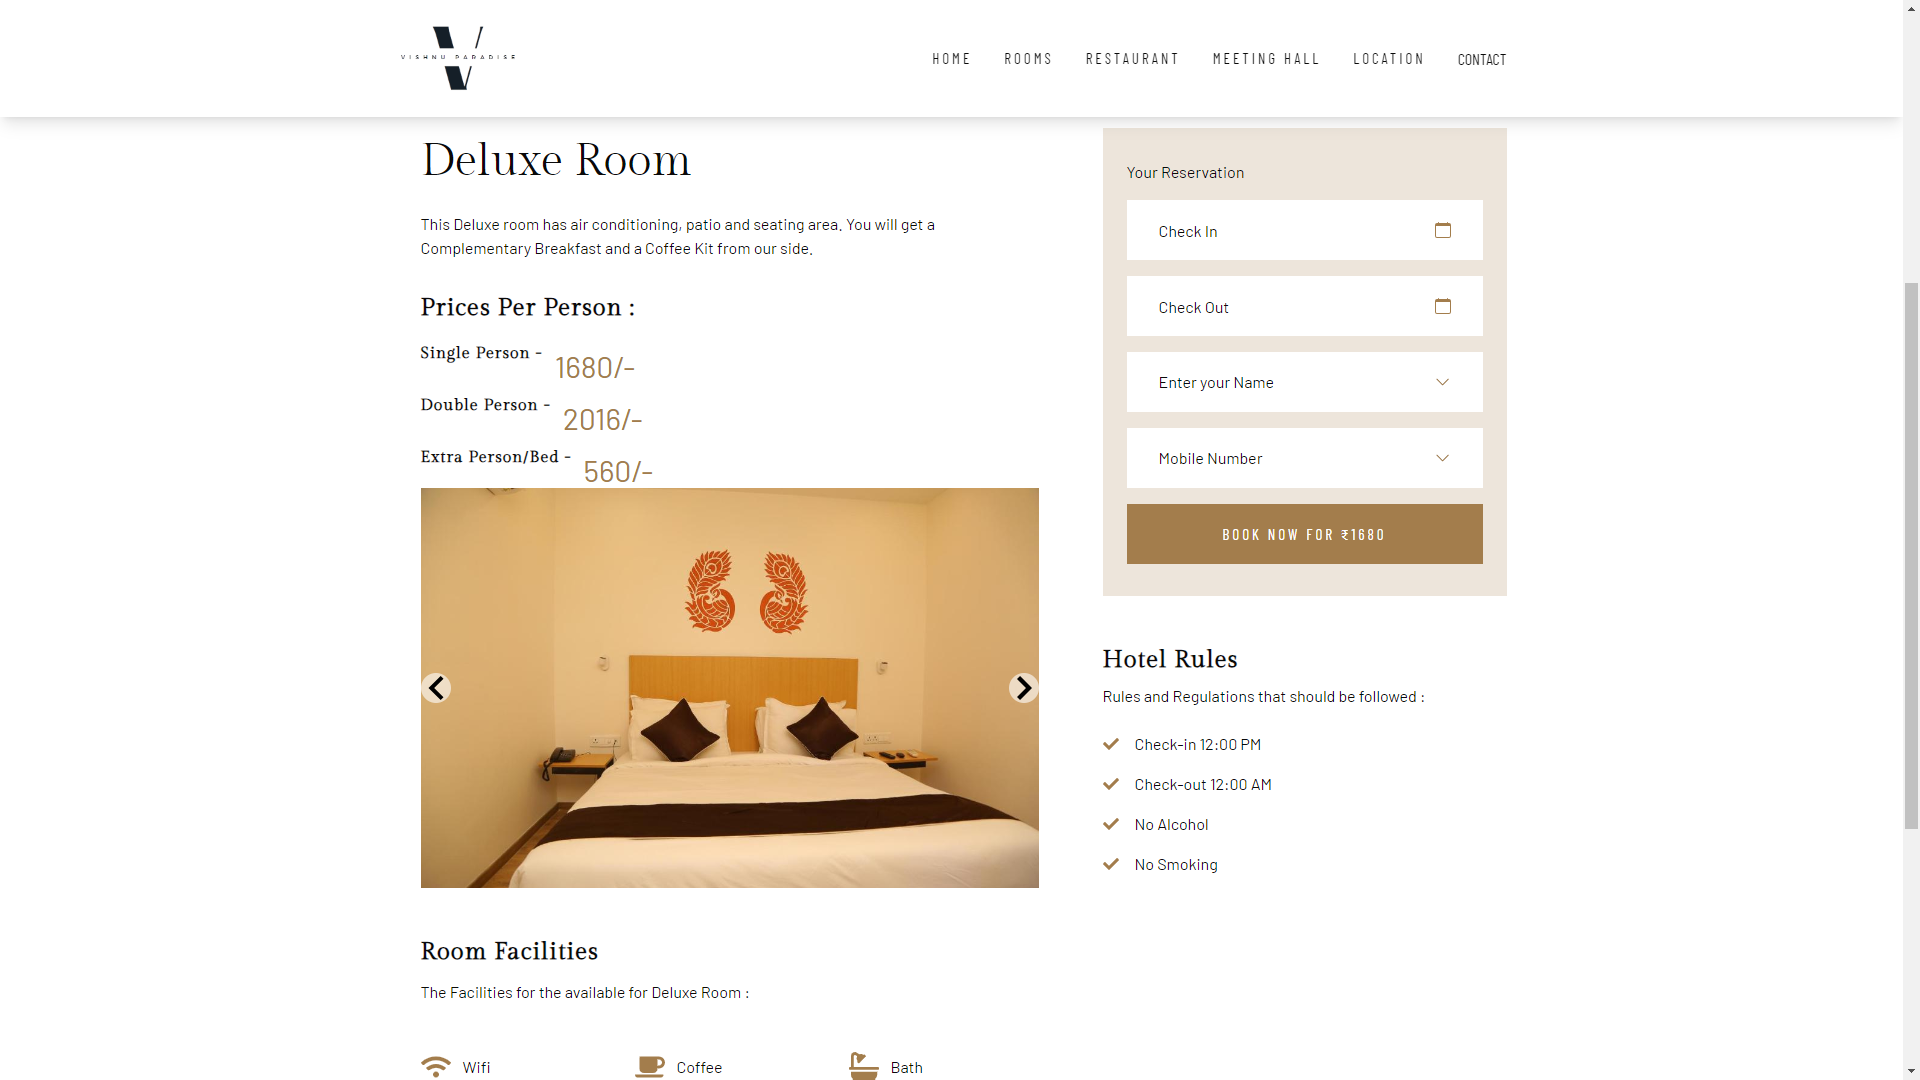 VISHNU PARADISE
HOME ROOMS RESTAURANT MEETING HALL LOCATION CONTACT
Deluxe Room
This Deluxe room has air conditioning, patio and seating area. You will get a
Complementary Breakfast and a Coffee Kit from our side.
Prices Per Person :
Single Person - 1680/-
Double Person - 2016/-
Extra Person/Bed - 560/-
Your Reservation
Check In
Check Out
Enter your Name
Mobile Number
BOOK NOW FOR ₹1680
Hotel Rules
Rules and Regulations that should be followed :
Check-in 12:00 PM
Check-out 12:00 AM
No Alcohol
No Smoking
Room Facilities
The Facilities for the available for Deluxe Room :
Wifi
Coffee
Bath